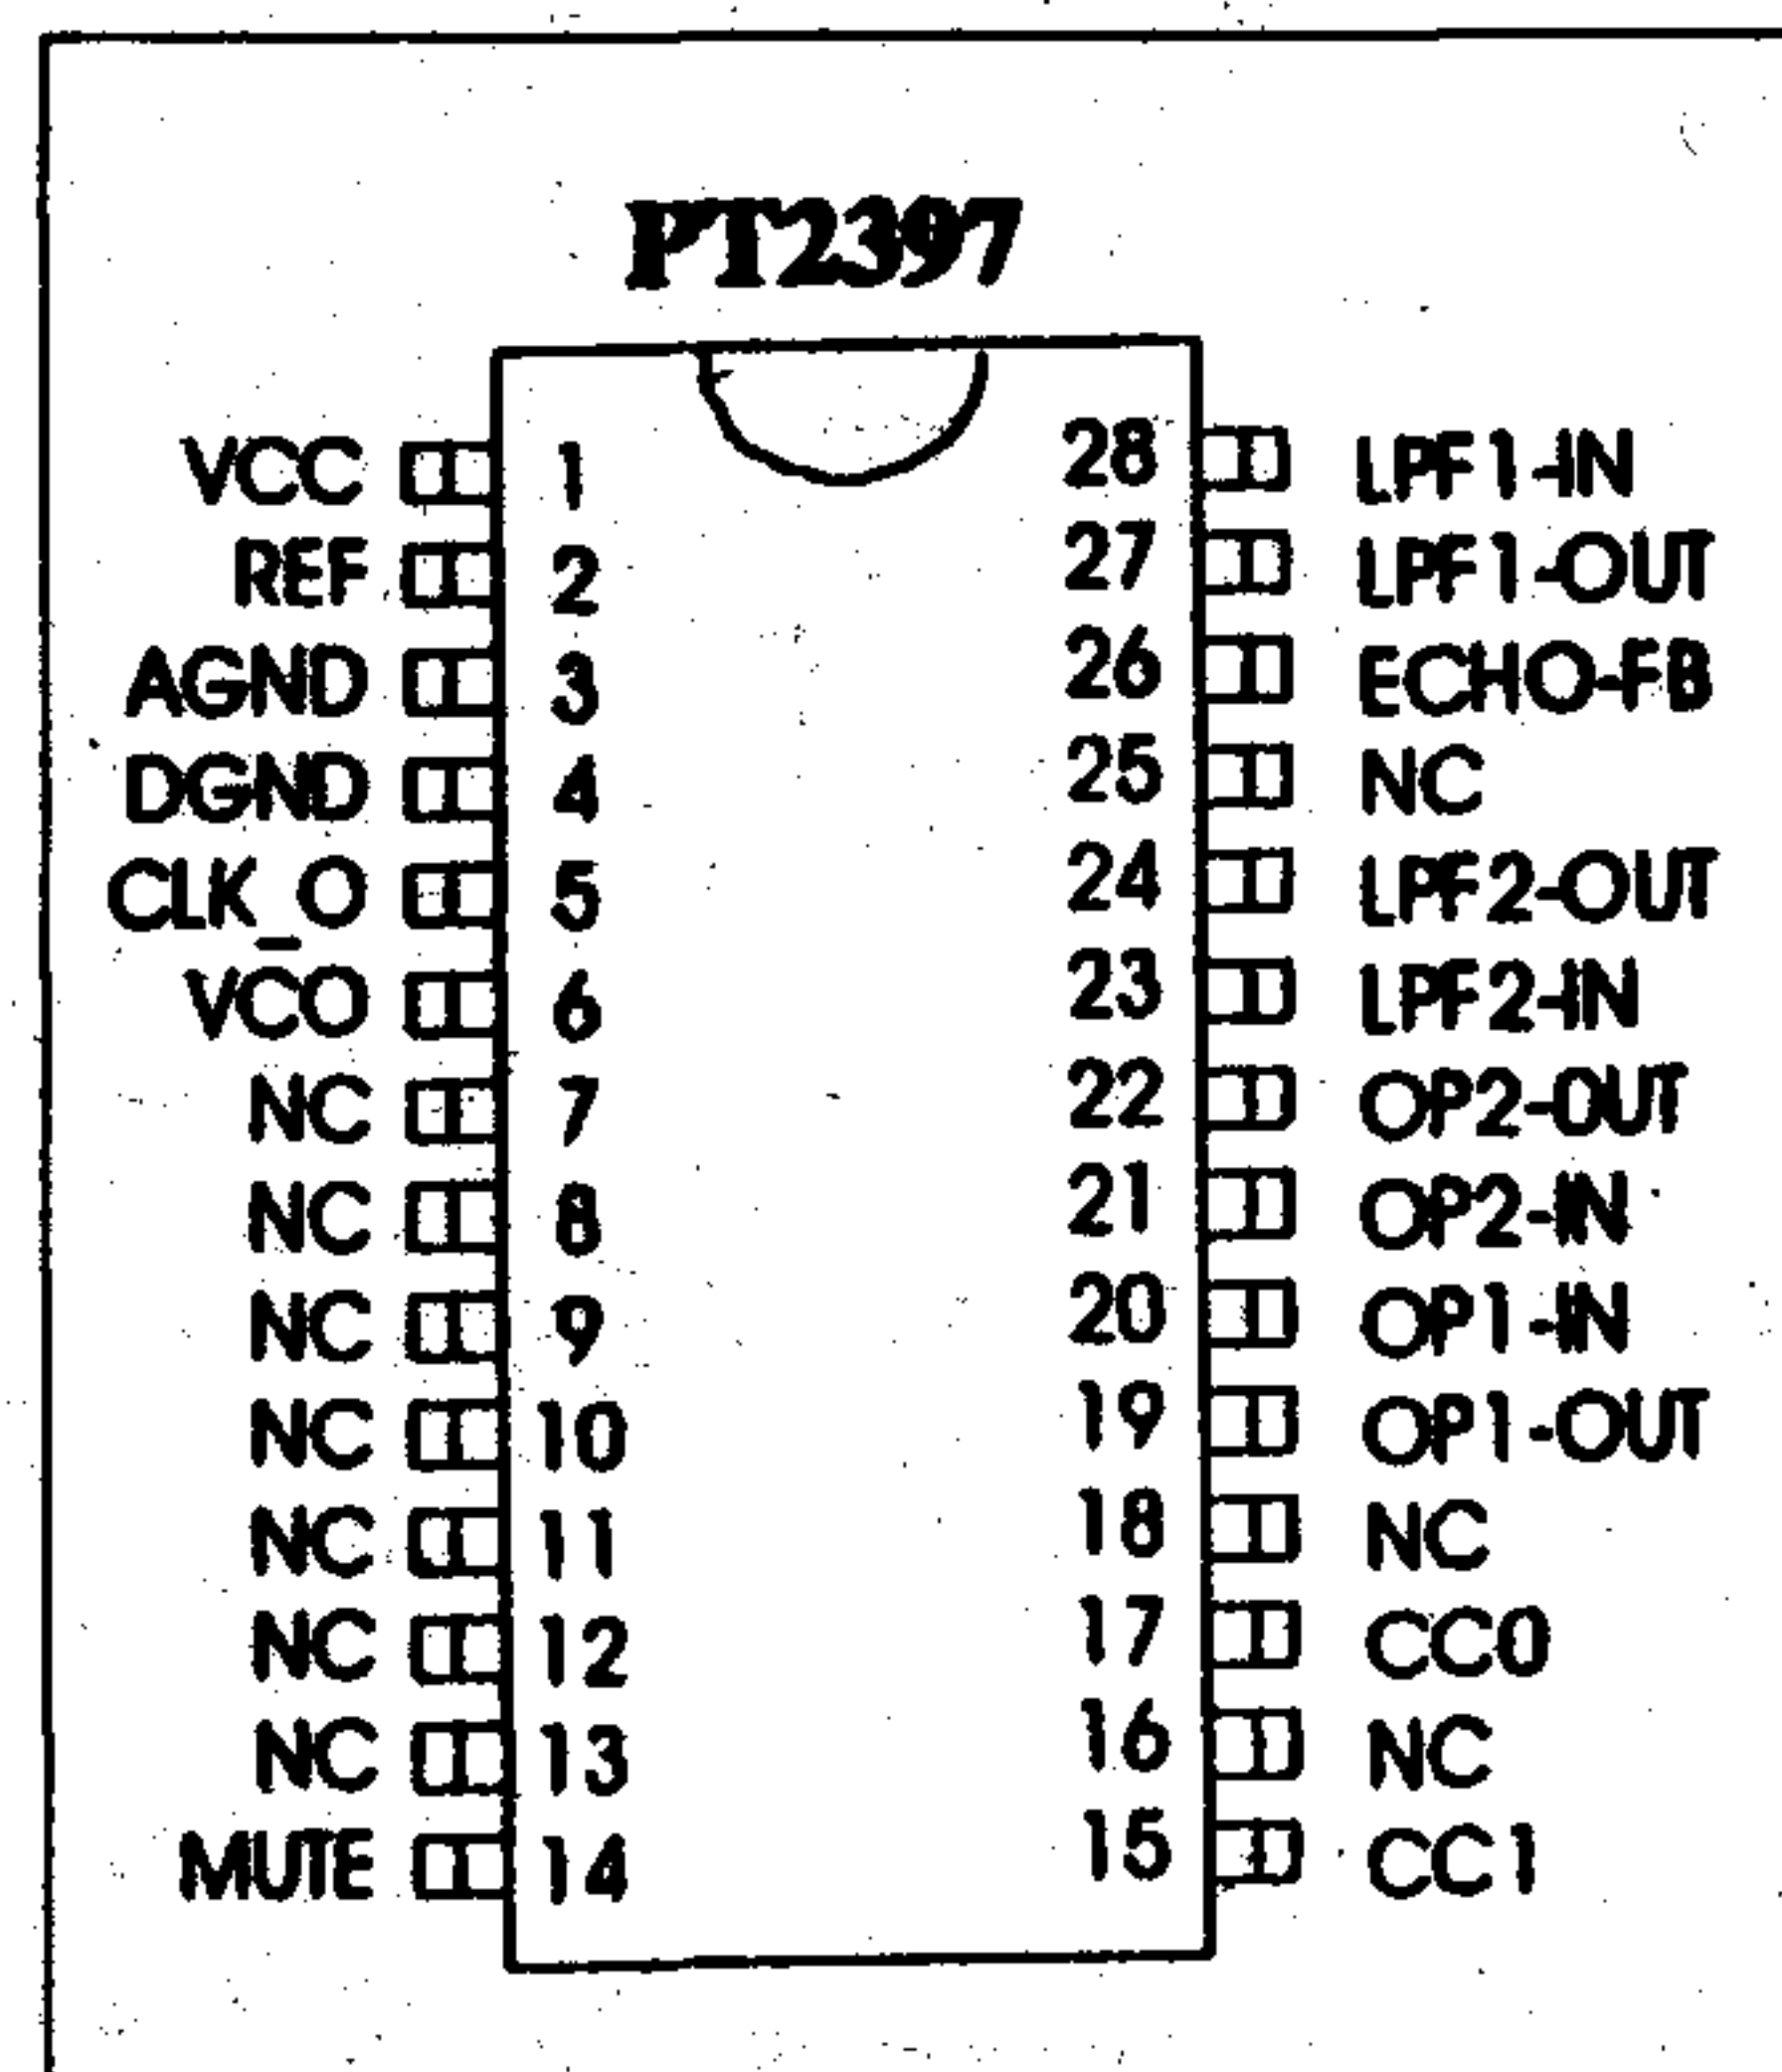 PT2397
VCC 1 28 LPF1-IN
REF 2 27 LPF1-OUT
AGND 3 26 ECHO-FB
DGND 4 25 NC
CLK_O 5 24 LPF2-OUT
VCO 6 23 LPF2-IN
NC 7 22 OP2-OUT
NC 8 21 OP2-IN
NC 9 20 OP1-IN
NC 10 19 OP1-OUT
NC 11 18 NC
NC 12 17 CC0
NC 13 16 NC
MUTE 14 15 CC1